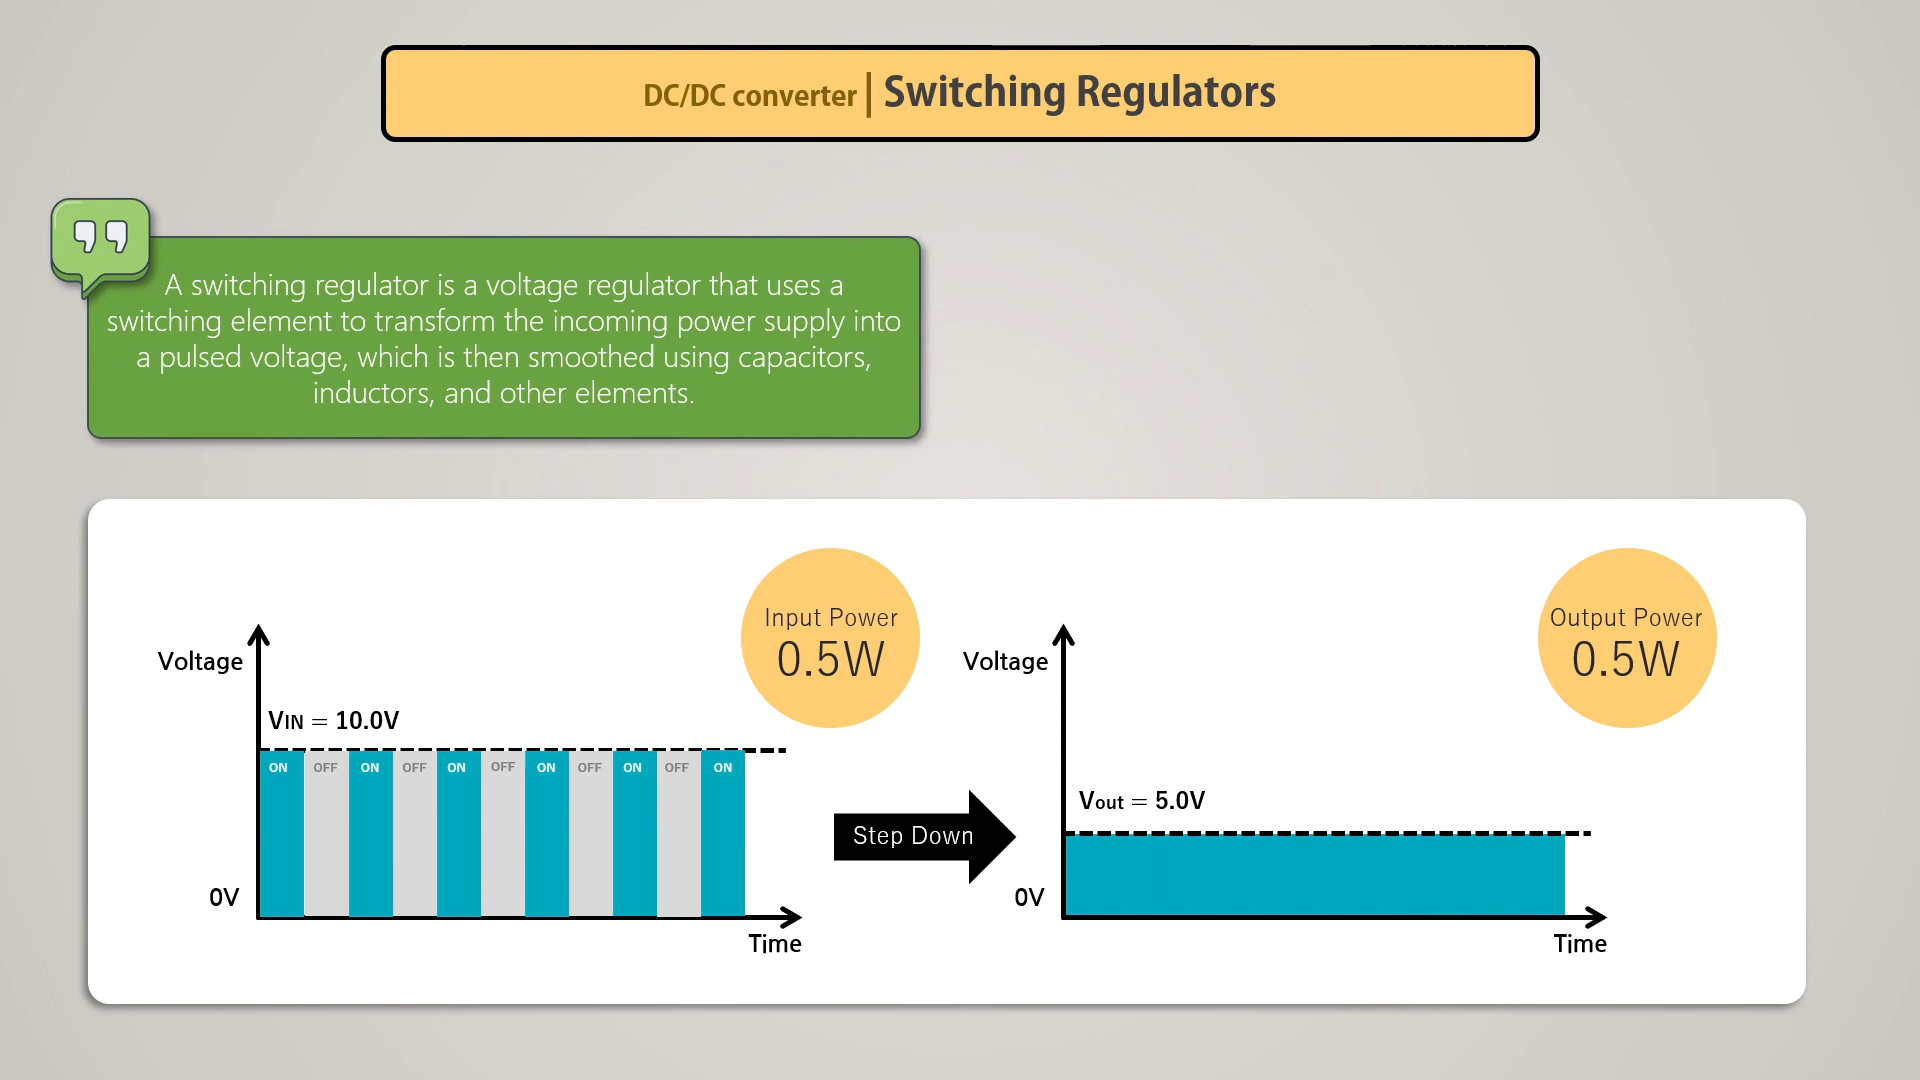 DC/DC converter | Switching Regulators
A switching regulator is a voltage regulator that uses a
switching element to transform the incoming power supply into
a pulsed voltage, which is then smoothed using capacitors,
inductors, and other elements.
Input Power
0.5W
Voltage
VIN = 10.0V
ON OFF ON OFF ON OFF ON OFF ON OFF ON
0V
Time
Step Down
Output Power
0.5W
Voltage
Vout = 5.0V
0V
Time